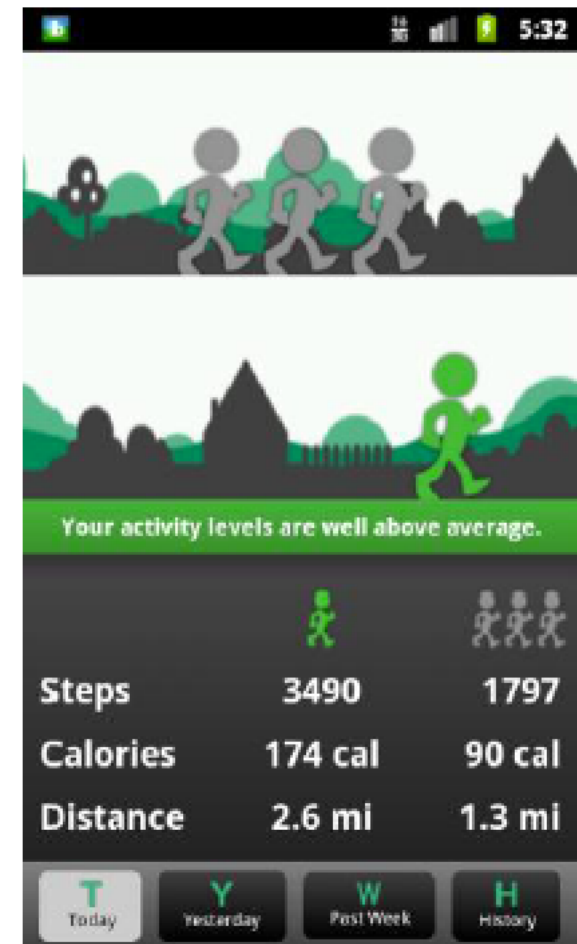 5:32
Your activity levels are well above average.
Steps 3490 1797
Calories 174 cal 90 cal
Distance 2.6 mi 1.3 mi
T Y W H
Today Yesterday Post Week History